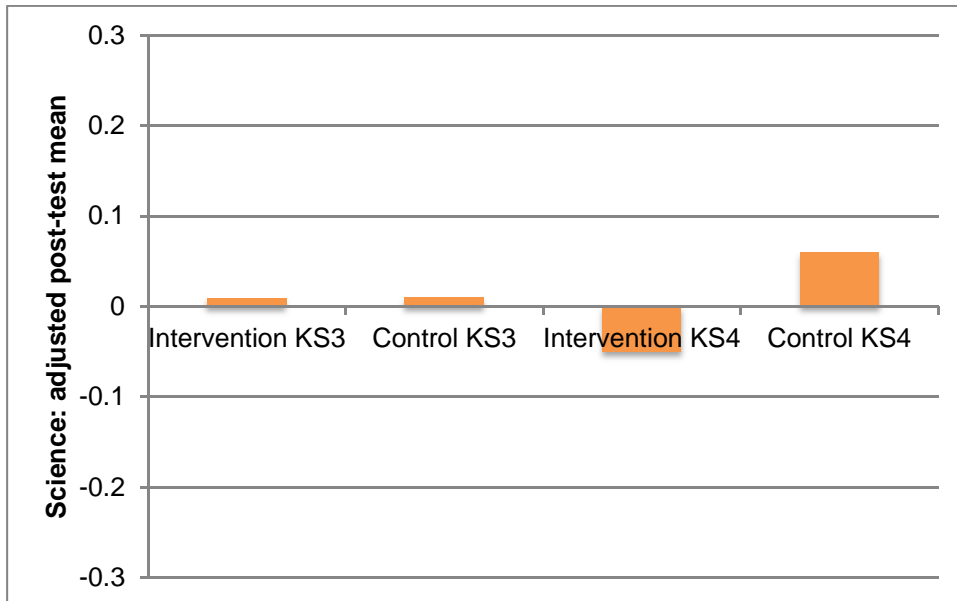 Science: adjusted post-test mean
0.3
0.2
0.1
0
-0.1
-0.2
-0.3
Intervention KS3
Control KS3
Intervention KS4
Control KS4